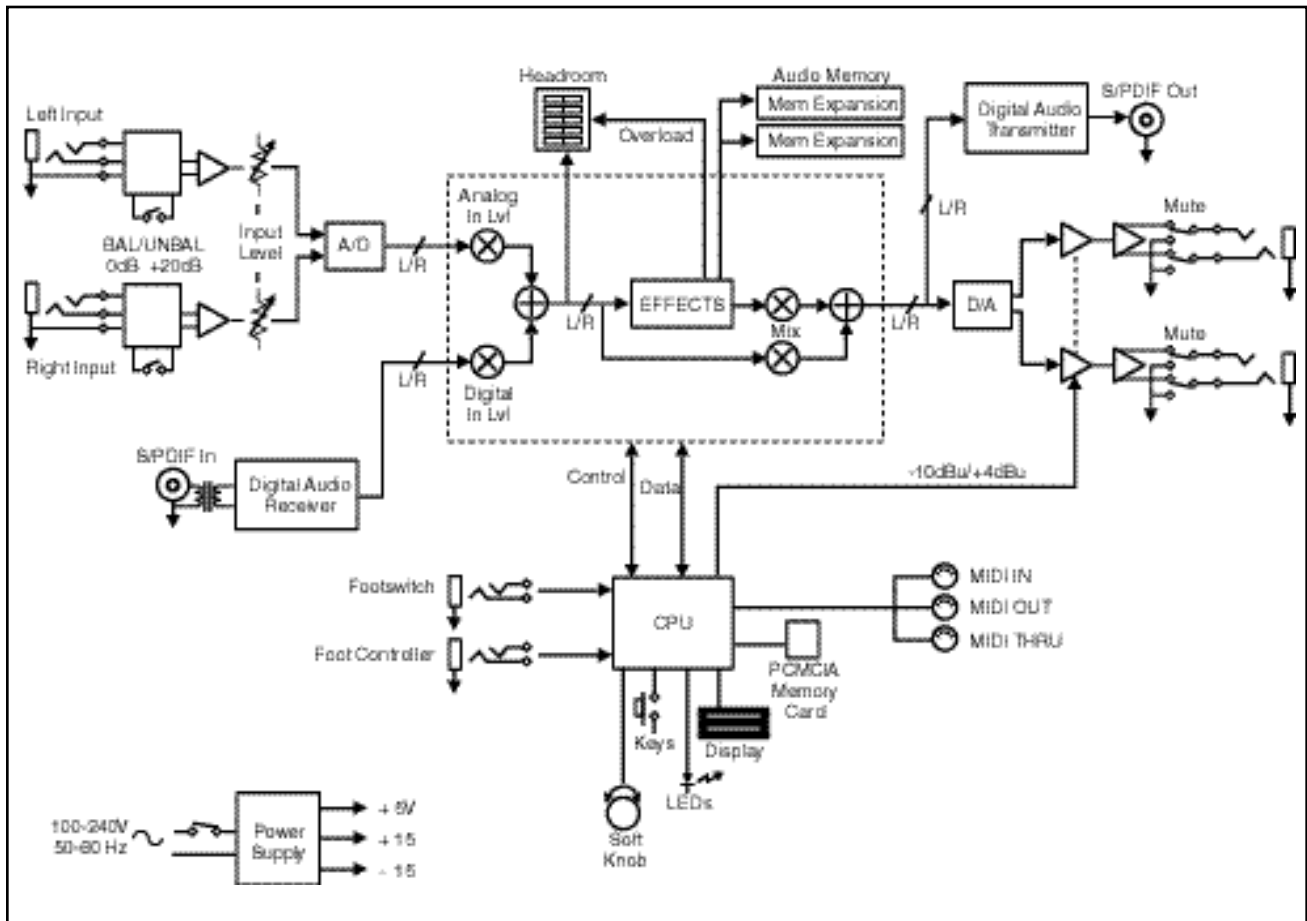 Headroom
Audio Memory
Mem Expansion
Mem Expansion
Digital Audio
Transmitter
S/PDIF Out
Left Input
Overload
Analog
In Lvl
L/R
Mute
BAL/UNBAL
0dB +20dB
Input
Level
A/D
L/R
L/R
EFFECTS
Mix
L/R
D/A
Right Input
L/R
Digital
In Lvl
Mute
S/PDIF In
Digital Audio
Receiver
Control
Data
-10dBu/+4dBu
Footswitch
Foot Controller
CPU
MIDI IN
MIDI OUT
MIDI THRU
PCMCIA
Memory
Card
Keys
Display
LEDs
Soft
Knob
100-240V
50-60 Hz
Power
Supply
+ 5V
+ 15
- 15